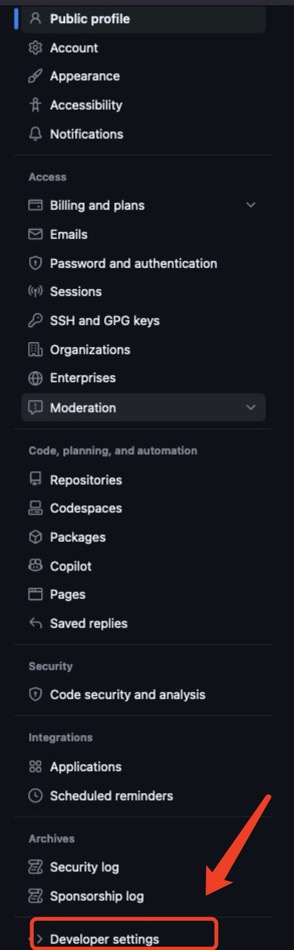 Public profile
Account
Appearance
Accessibility
Notifications
Access
Billing and plans
Emails
Password and authentication
Sessions
SSH and GPG keys
Organizations
Enterprises
Moderation
Code, planning, and automation
Repositories
Codespaces
Packages
Copilot
Pages
Saved replies
Security
Code security and analysis
Integrations
Applications
Scheduled reminders
Archives
Security log
Sponsorship log
Developer settings